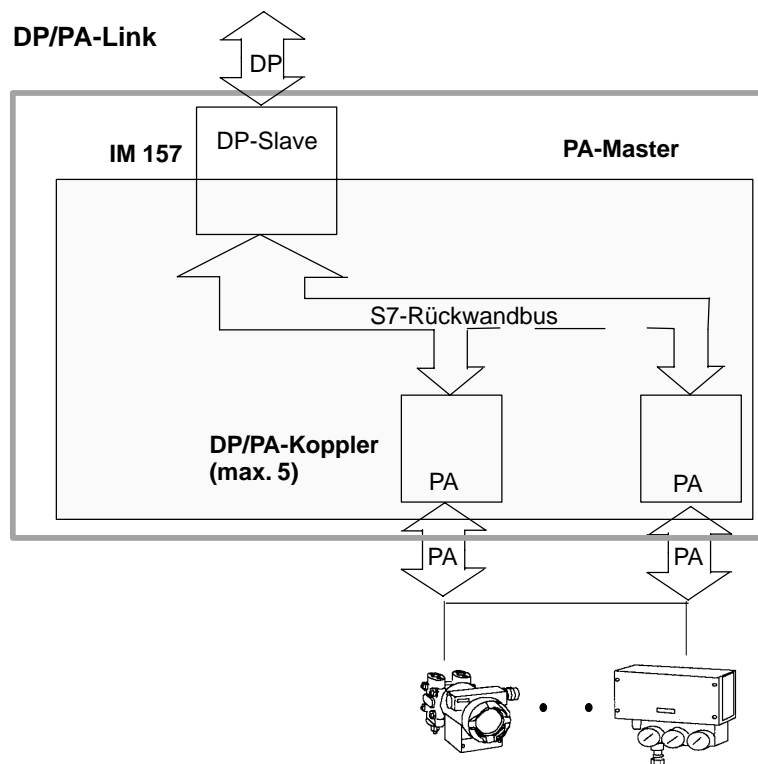 DP/PA-Link
DP
IM 157
DP-Slave
PA-Master
S7-Rückwandbus
DP/PA-Koppler
(max. 5)
PA
PA
PA
PA